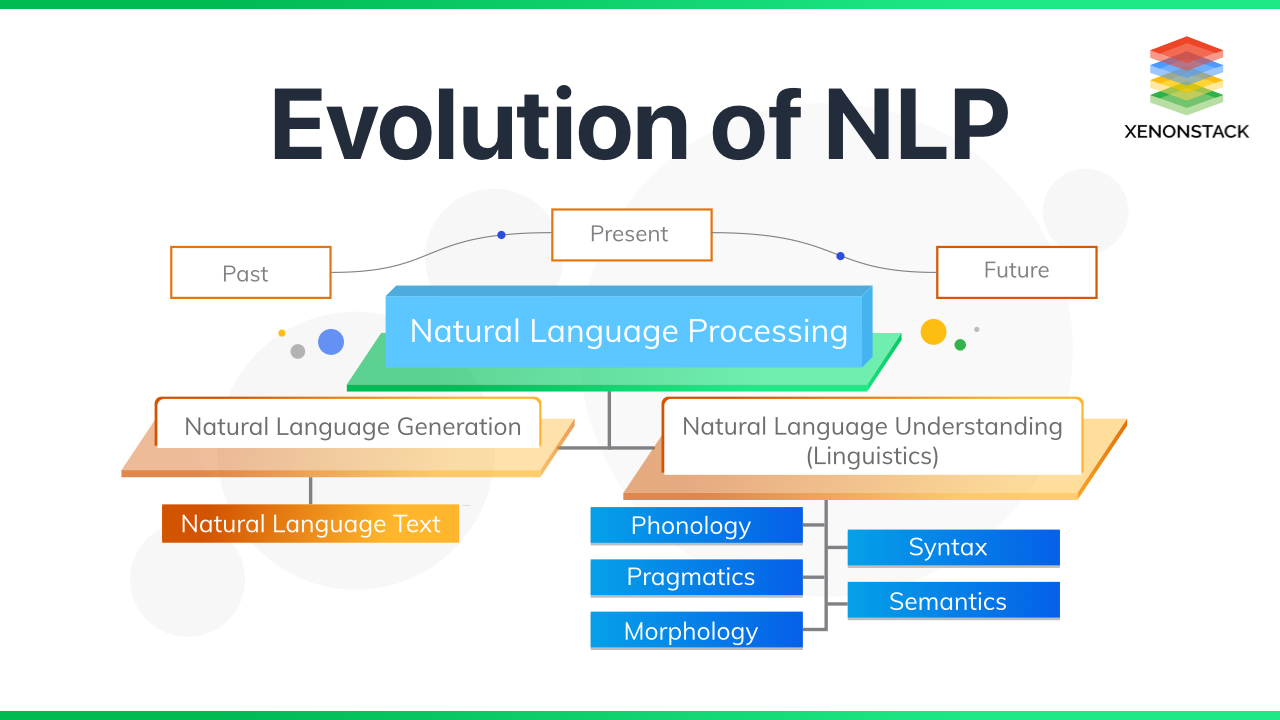 Evolution of NLP
XENONSTACK
Past
Present
Future
Natural Language Processing
Natural Language Generation
Natural Language Understanding
(Linguistics)
Natural Language Text
Phonology
Syntax
Pragmatics
Semantics
Morphology